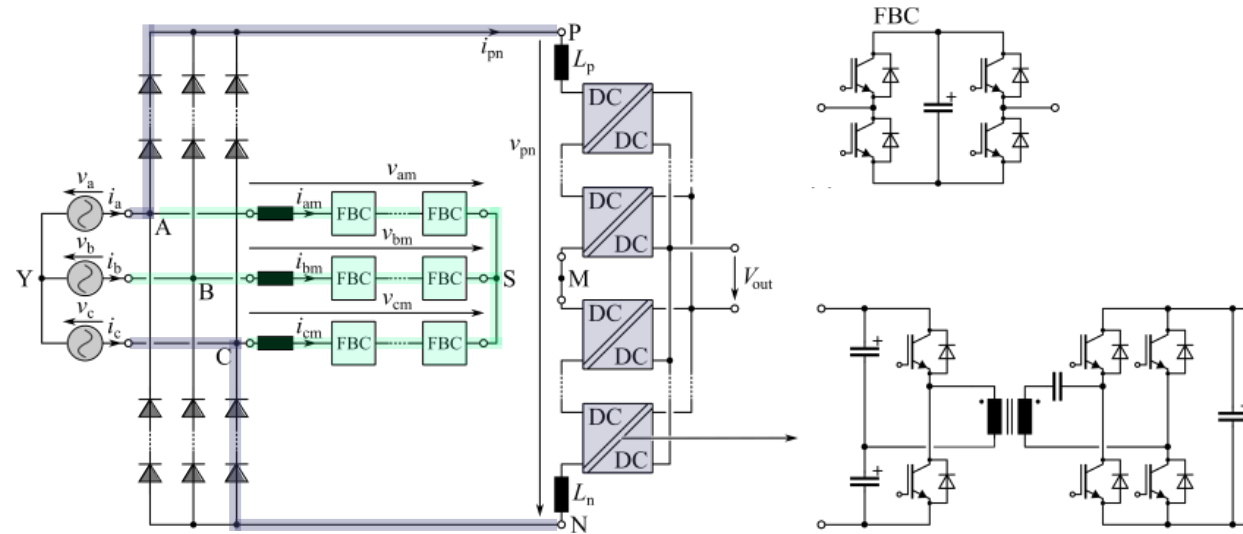 FBC
P
i_pn
L_p
DC
DC
v_pn
v_am
v_a
i_a
i_am
FBC
FBC
A
DC
DC
v_bm
v_b
i_b
i_bm
FBC
FBC
Y
B
S
M
V_out
v_cm
v_c
i_c
i_cm
FBC
FBC
C
DC
DC
DC
DC
L_n
N